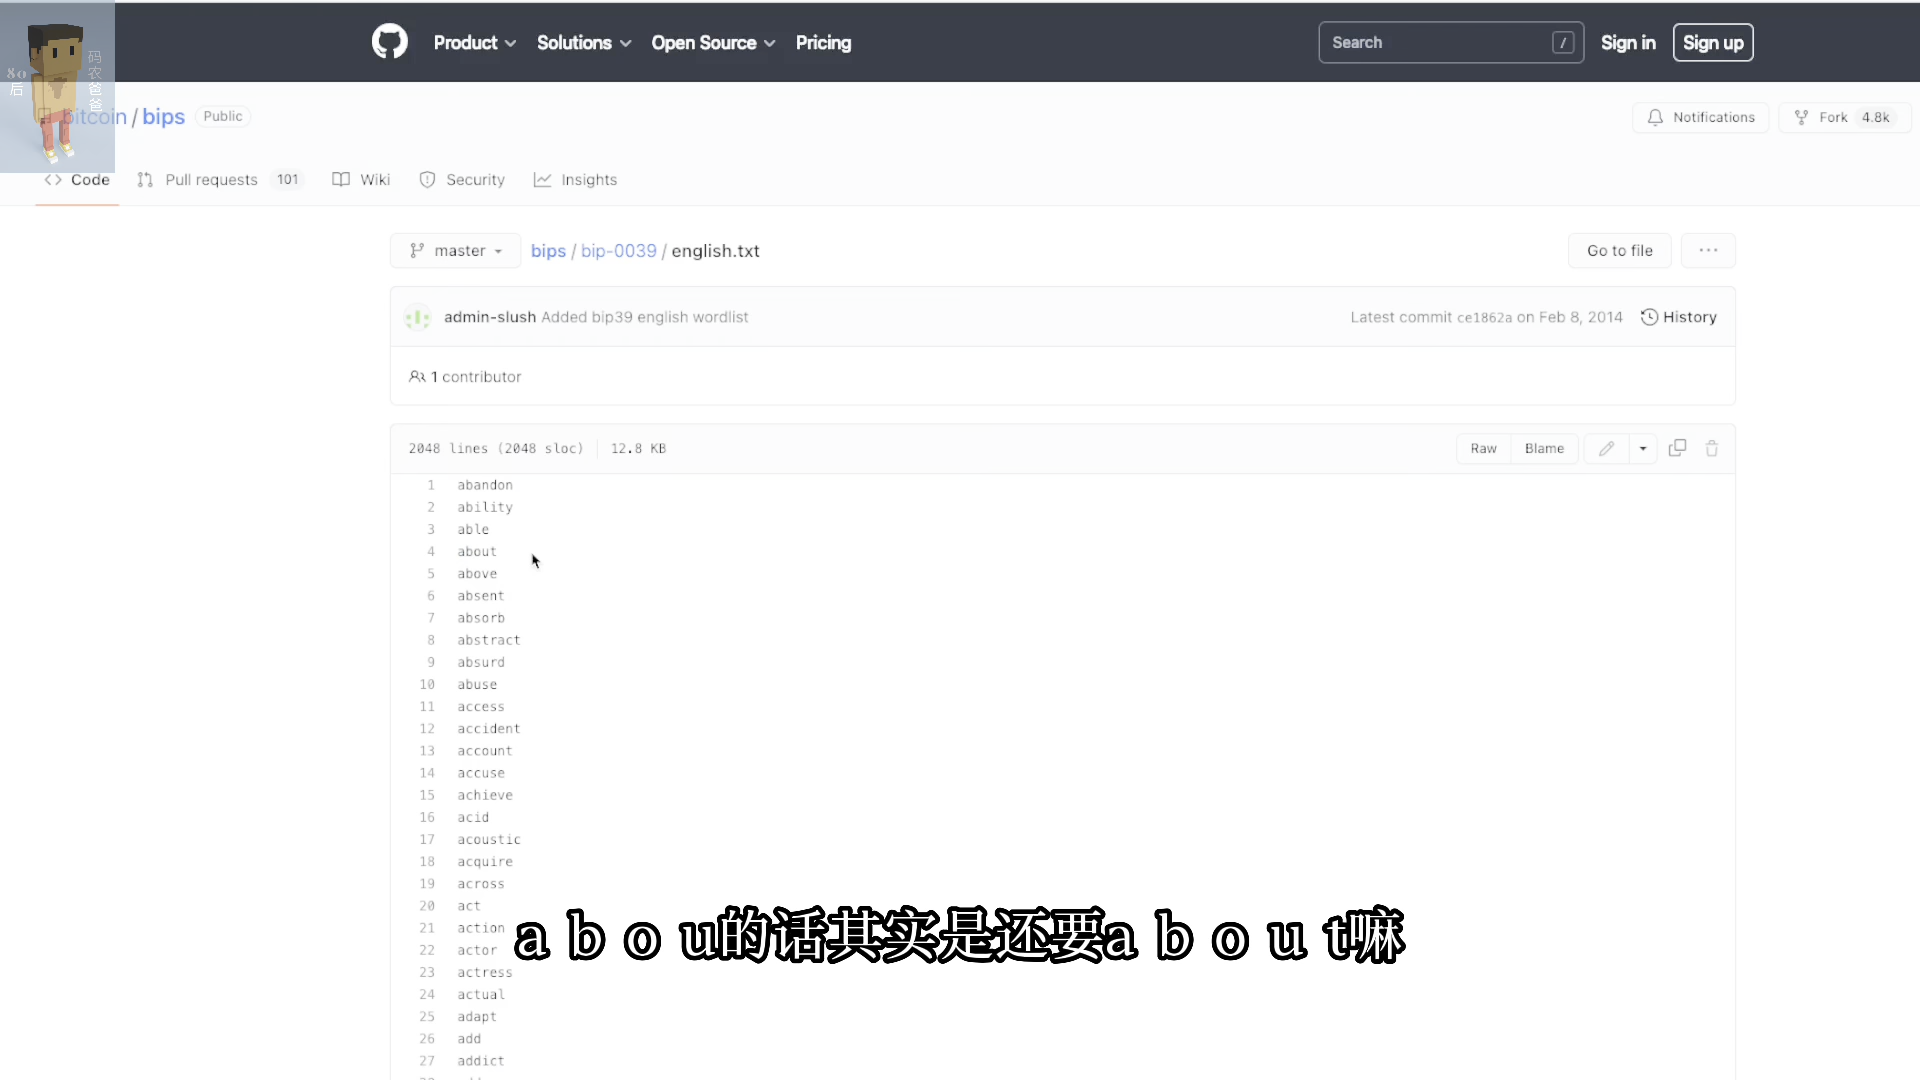 Product Solutions Open Source Pricing Search / Sign in Sign up
80后 码农爸爸
bitcoin / bips Public Notifications Fork 4.8k
Code Pull requests 101 Wiki Security Insights
master bips / bip-0039 / english.txt Go to file ...
admin-slush Added bip39 english wordlist Latest commit ce1862a on Feb 8, 2014 History
1 contributor
2048 lines (2048 sloc) 12.8 KB Raw Blame
1 abandon
2 ability
3 able
4 about
5 above
6 absent
7 absorb
8 abstract
9 absurd
10 abuse
11 access
12 accident
13 account
14 accuse
15 achieve
16 acid
17 acoustic
18 acquire
19 across
20 act
21 action
22 actor
23 actress
24 actual
25 adapt
26 add
27 addict
a b o u的话其实是还要a b o u t嘛